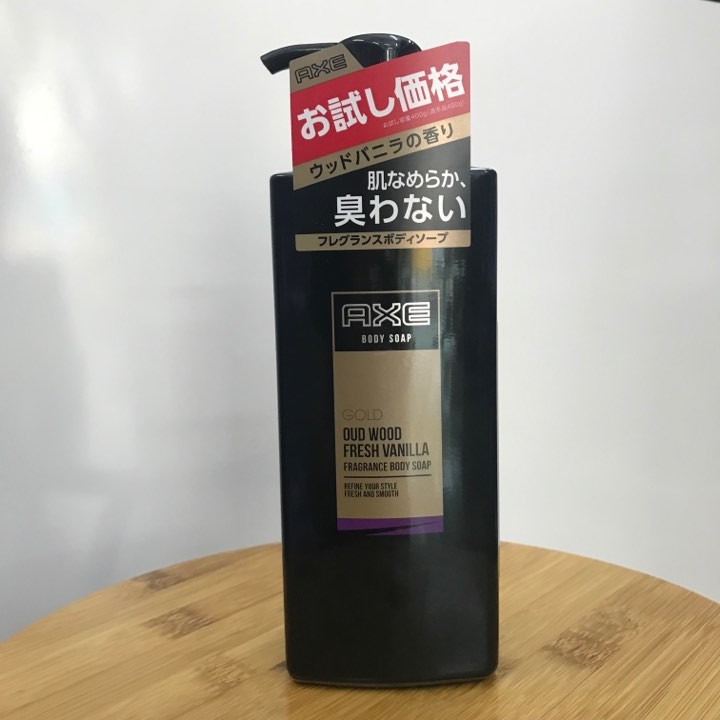 AXE
お試し価格
ウッドバニラの香り
肌なめらか、
臭わない
フレグランスボディソープ
AXE
BODY SOAP
GOLD
OUD WOOD
FRESH VANILLA
FRAGRANCE BODY SOAP
REFINE YOUR STYLE
FRESH AND SMOOTH